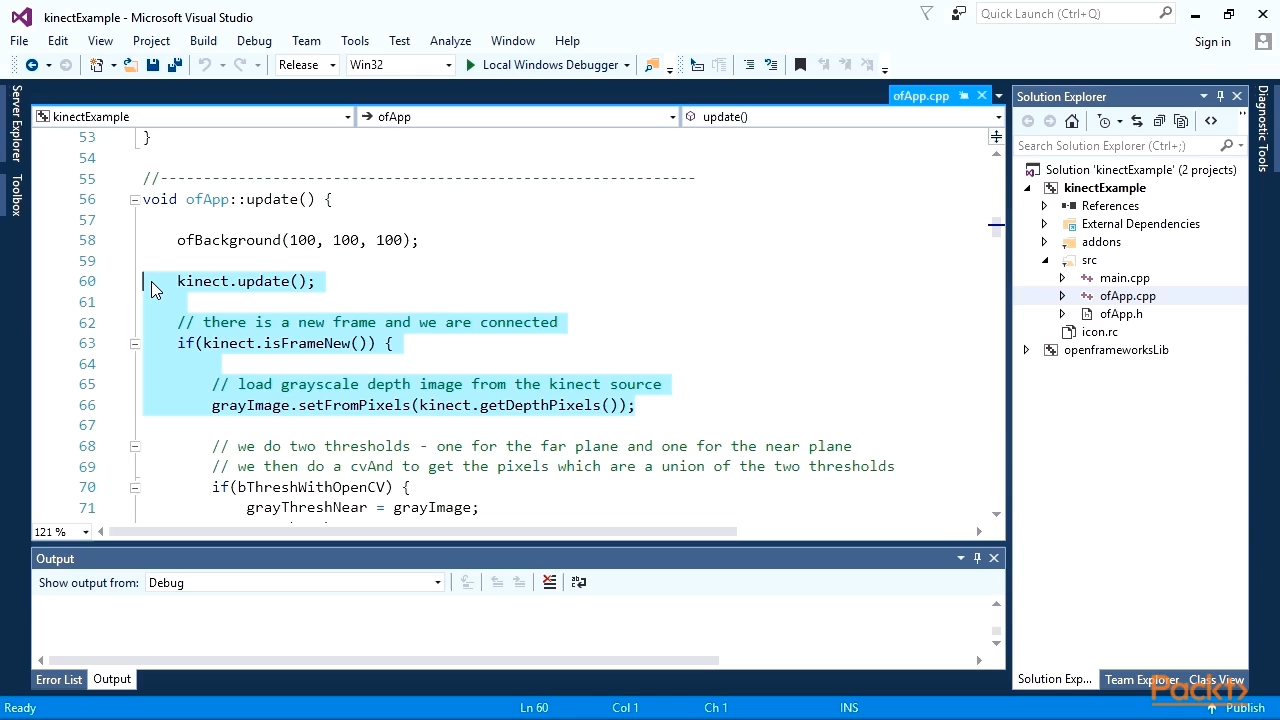 kinectExample - Microsoft Visual Studio
Quick Launch (Ctrl+Q)
File Edit View Project Build Debug Team Tools Test Analyze Window Help
Sign in
Release Win32 Local Windows Debugger
Server Explorer
Toolbox
ofApp.cpp
kinectExample ofApp update()
53 }
54
55 //--------------------------------------------------------------
56 void ofApp::update() {
57
58 ofBackground(100, 100, 100);
59
60 kinect.update();
61
62 // there is a new frame and we are connected
63 if(kinect.isFrameNew()) {
64
65 // load grayscale depth image from the kinect source
66 grayImage.setFromPixels(kinect.getDepthPixels());
67
68 // we do two thresholds - one for the far plane and one for the near plane
69 // we then do a cvAnd to get the pixels which are a union of the two thresholds
70 if(bThreshWithOpenCV) {
71 grayThreshNear = grayImage;
121 %
Output
Show output from: Debug
Error List Output
Solution Explorer
Search Solution Explorer (Ctrl+;)
Solution 'kinectExample' (2 projects)
kinectExample
References
External Dependencies
addons
src
main.cpp
ofApp.cpp
ofApp.h
icon.rc
openframeworksLib
Solution Exp... Team Explorer Class View
Diagnostic Tools
Packt
Ready Ln 60 Col 1 Ch 1 INS Publish